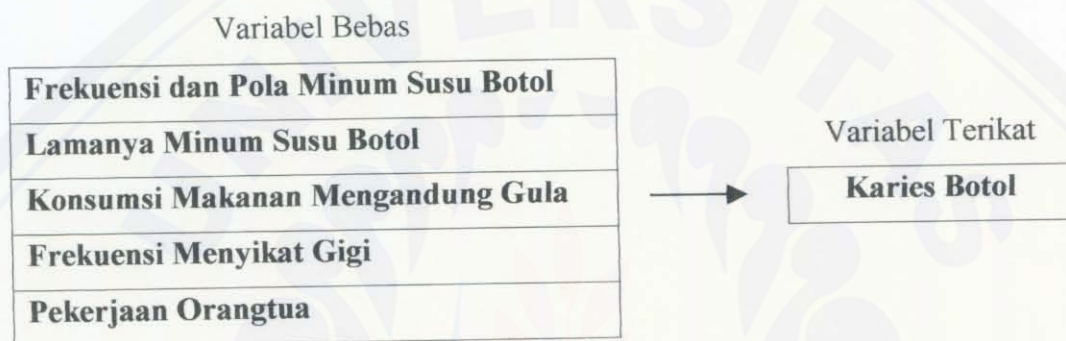 Variabel Bebas
Frekuensi dan Pola Minum Susu Botol
Lamanya Minum Susu Botol
Konsumsi Makanan Mengandung Gula
Frekuensi Menyikat Gigi
Pekerjaan Orangtua
Variabel Terikat
Karies Botol
UNIVERSITAS